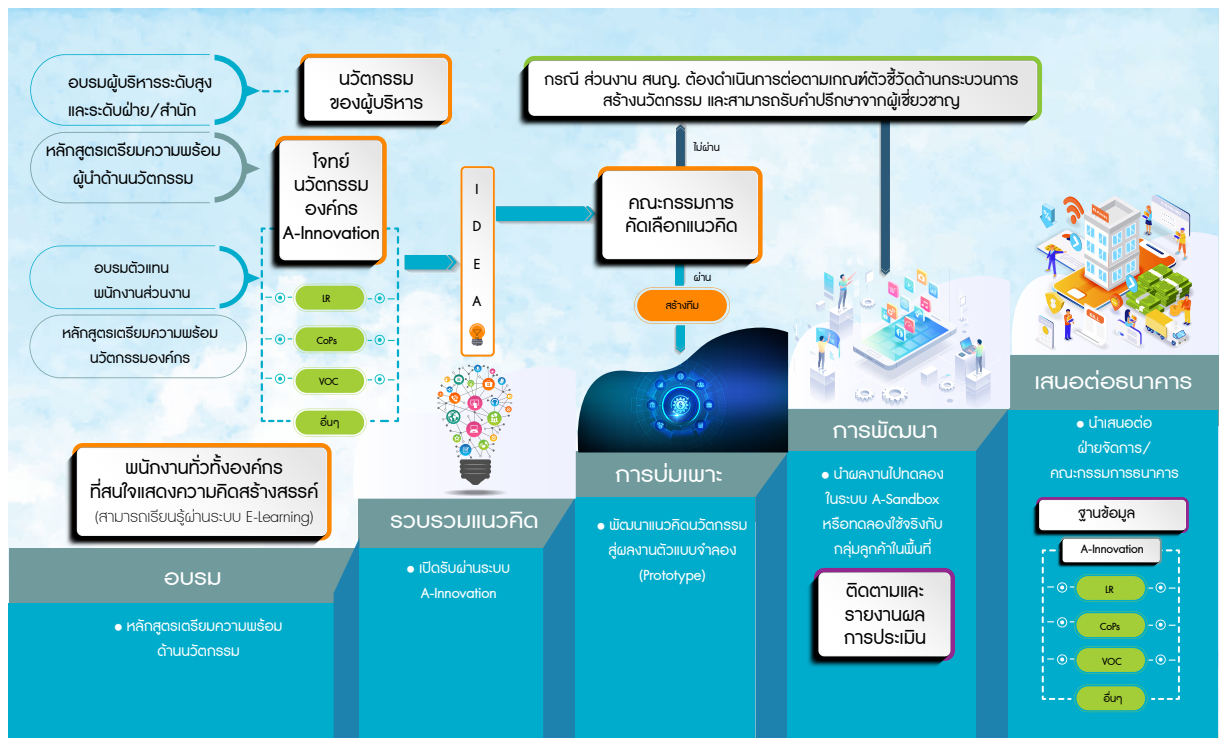 อบรมผู้บริหารระดับสูง
และระดับฝ่าย/สำนัก
นวัตกรรม
ของผู้บริหาร
หลักสูตรเตรียมความพร้อม
ผู้นำด้านนวัตกรรม
โจทย์
นวัตกรรม
องค์กร
A-Innovation
อบรมตัวแทน
พนักงานส่วนงาน
หลักสูตรเตรียมความพร้อม
นวัตกรรมองค์กร
LR
CoPs
VOC
อื่นๆ
พนักงานทั่วทั้งองค์กร
ที่สนใจแสดงความคิดสร้างสรรค์
(สามารถเรียนรู้ผ่านระบบ E-Learning)
อบรม
• หลักสูตรเตรียมความพร้อม
ด้านนวัตกรรม
I
D
E
A
รวบรวมแนวคิด
• เปิดรับผ่านระบบ
A-Innovation
กรณี ส่วนงาน สนญ. ต้องดำเนินการต่อตามเกณฑ์ตัวชี้วัดด้านกระบวนการ
สร้างนวัตกรรม และสามารถรับคำปรึกษาจากผู้เชี่ยวชาญ
ไม่ผ่าน
คณะกรรมการ
คัดเลือกแนวคิด
ผ่าน
สร้างทีม
การบ่มเพาะ
• พัฒนาแนวคิดนวัตกรรม
สู่ผลงานตัวแบบจำลอง
(Prototype)
การพัฒนา
• นำผลงานไปทดลอง
ในระบบ A-Sandbox
หรือทดลองใช้จริงกับ
กลุ่มลูกค้าในพื้นที่
ติดตามและ
รายงานผล
การประเมิน
เสนอต่อธนาคาร
• นำเสนอต่อ
ฝ่ายจัดการ/
คณะกรรมการธนาคาร
ฐานข้อมูล
A-Innovation
LR
CoPs
VOC
อื่นๆ